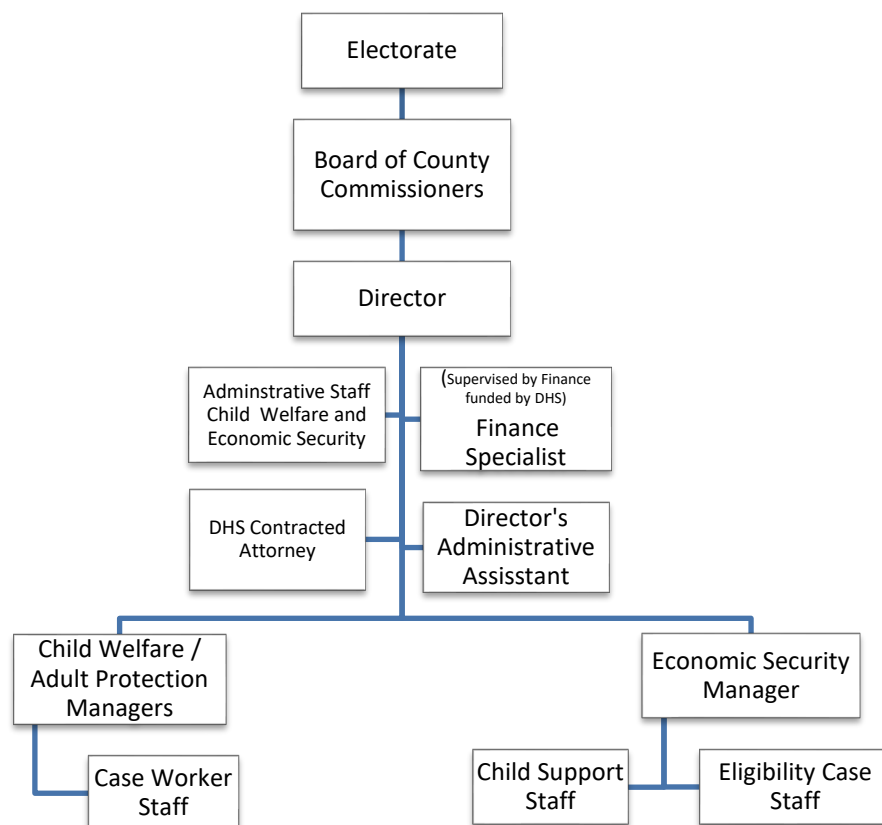 Electorate
Board of County
Commissioners
Director
Adminstrative Staff
Child Welfare and
Economic Security
(Supervised by Finance
funded by DHS)
Finance
Specialist
DHS Contracted
Attorney
Director's
Administrative
Assisstant
Child Welfare /
Adult Protection
Managers
Economic Security
Manager
Case Worker
Staff
Child Support
Staff
Eligibility Case
Staff